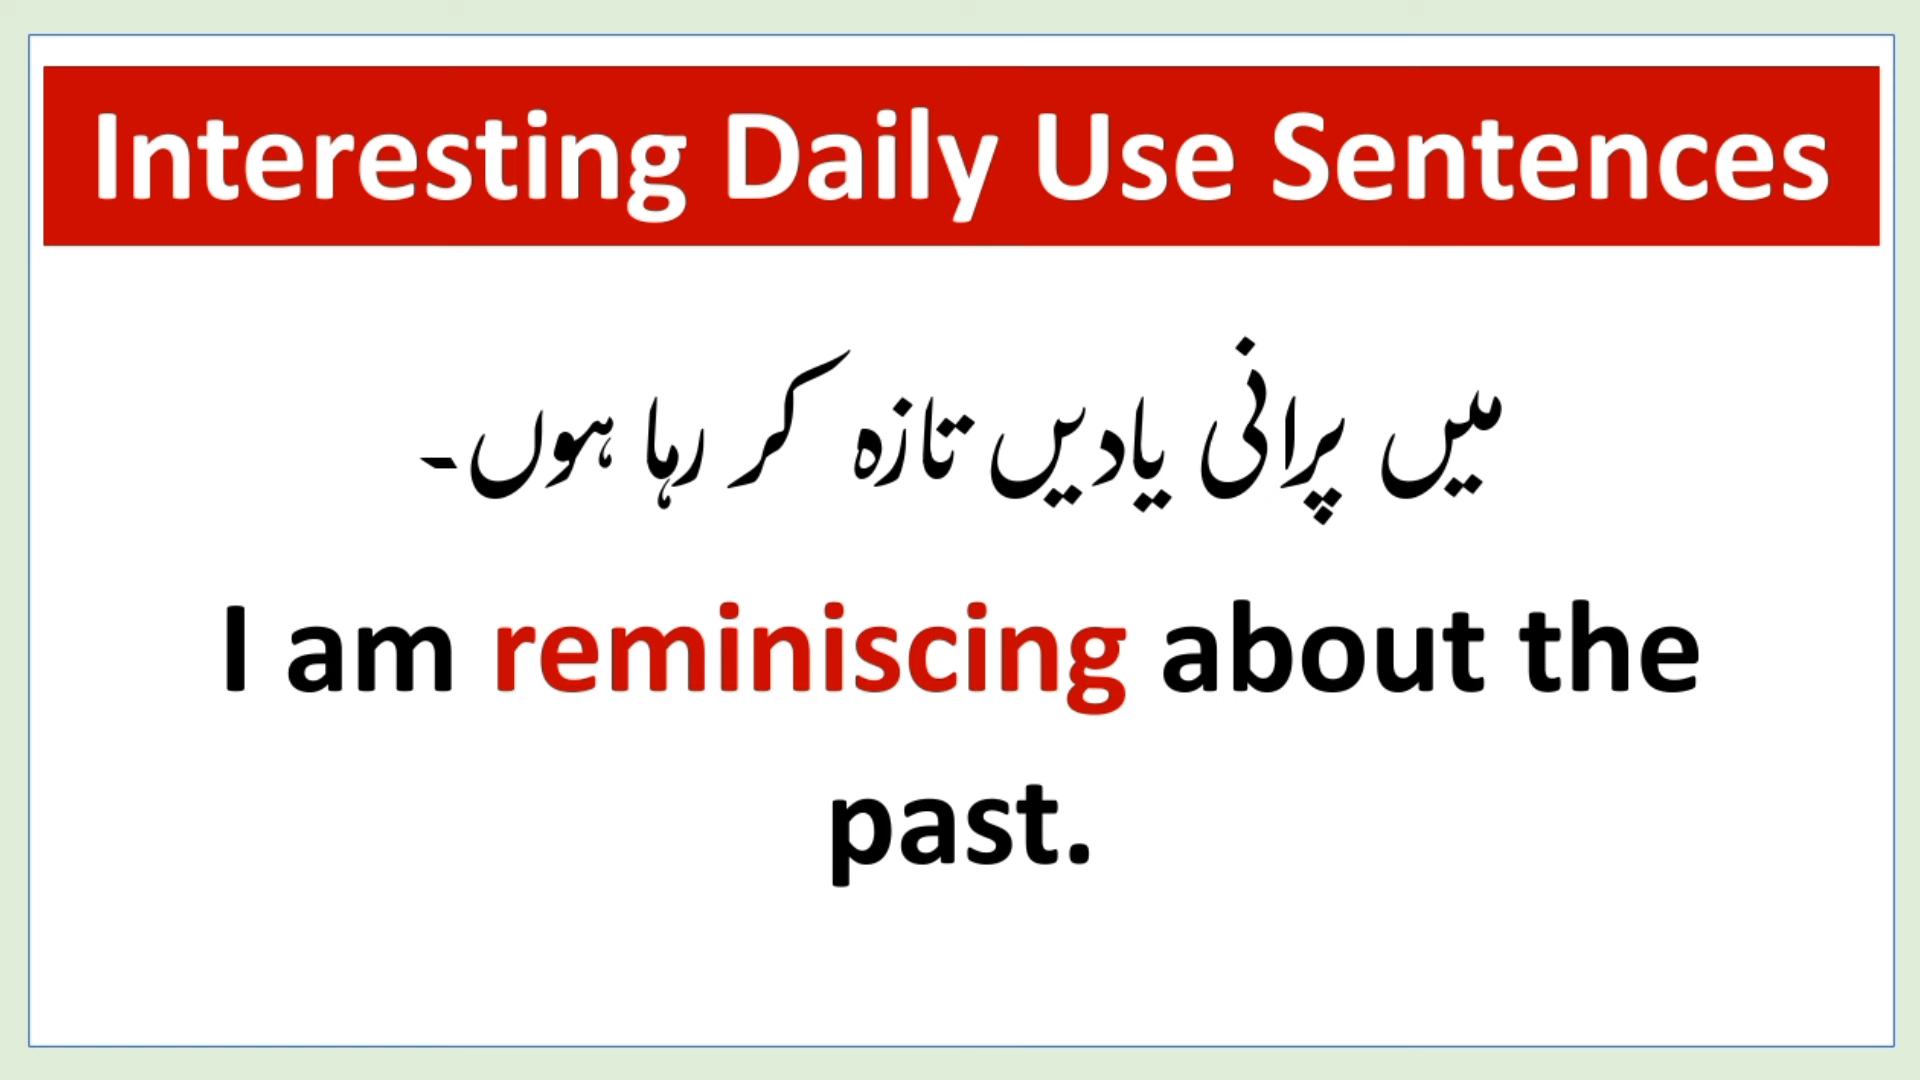 Interesting Daily Use Sentences
میں پرانی یادیں تازہ کر رہا ہوں۔
I am reminiscing about the
past.